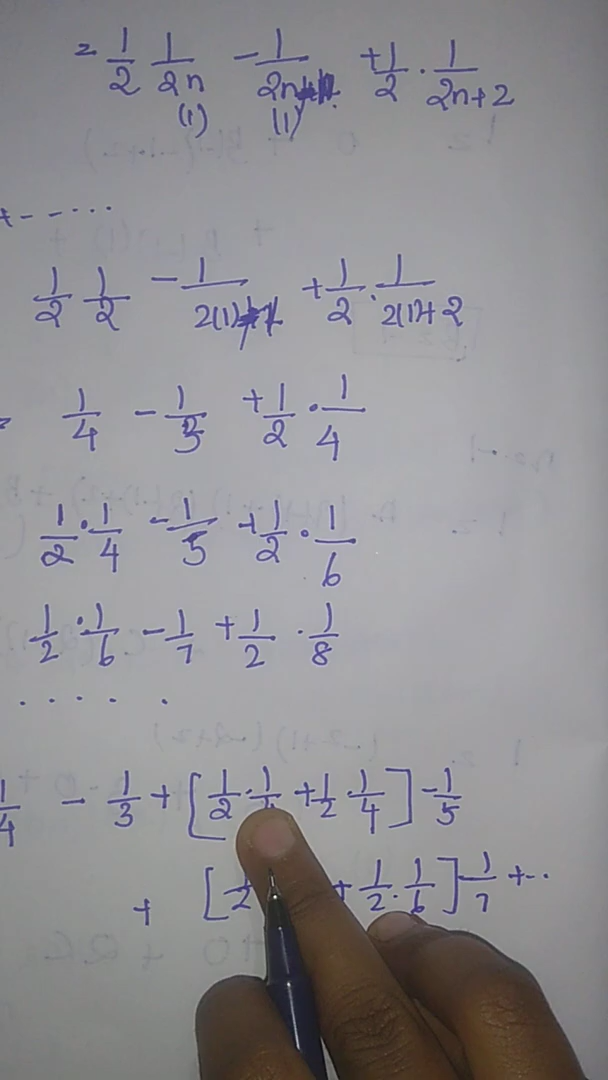 = 1/2 1/2n - 1/2n+1 + 1/2 · 1/2n+2
(1) (1)
+ - - ....
1/2 1/2 - 1/2(1)+1 + 1/2 · 1/2(1)+2
= 1/4 - 1/3 + 1/2 · 1/4
1/2 · 1/4 - 1/5 + 1/2 · 1/6
1/2 · 1/6 - 1/7 + 1/2 · 1/8
. . . . . .
1/4 - 1/3 + [1/2 · 1/4 + 1/2 · 1/4] - 1/5
+ [ + 1/2 · 1/6] - 1/7 + ..